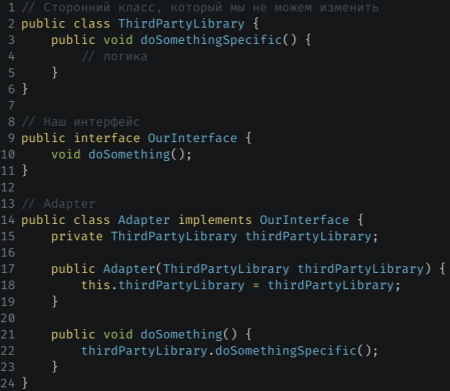 1 // Сторонний класс, который мы не можем изменить
2 public class ThirdPartyLibrary {
3     public void doSomethingSpecific() {
4         // логика
5     }
6 }
7
8 // Наш интерфейс
9 public interface OurInterface {
10     void doSomething();
11 }
12
13 // Adapter
14 public class Adapter implements OurInterface {
15     private ThirdPartyLibrary thirdPartyLibrary;
16
17     public Adapter(ThirdPartyLibrary thirdPartyLibrary) {
18         this.thirdPartyLibrary = thirdPartyLibrary;
19     }
20
21     public void doSomething() {
22         thirdPartyLibrary.doSomethingSpecific();
23     }
24 }